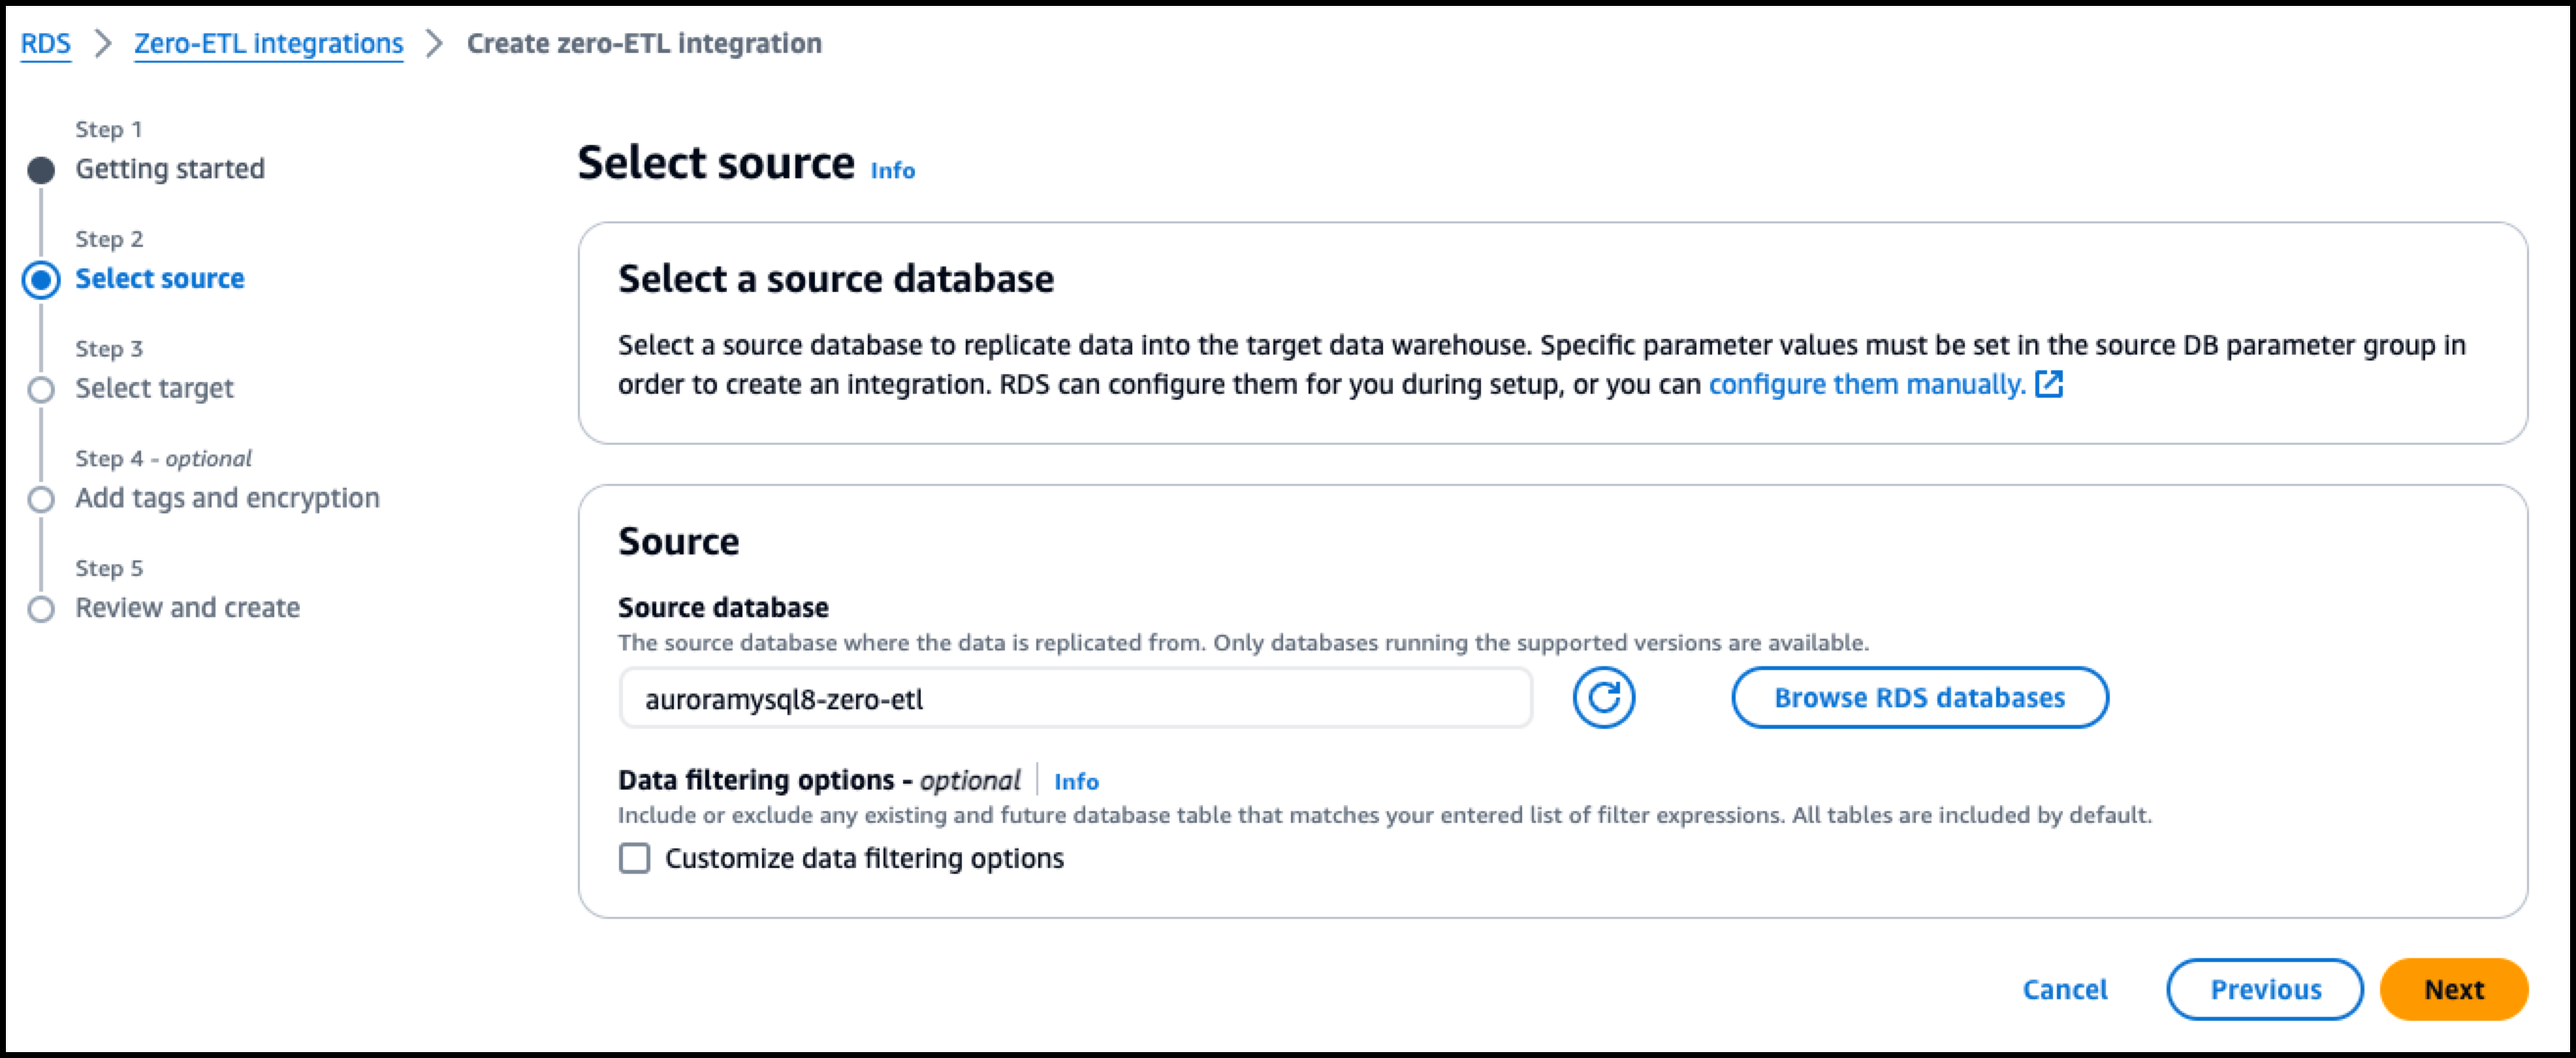 RDS > Zero-ETL integrations > Create zero-ETL integration
Step 1
Getting started
Step 2
Select source
Step 3
Select target
Step 4 - optional
Add tags and encryption
Step 5
Review and create
Select source Info
Select a source database
Select a source database to replicate data into the target data warehouse. Specific parameter values must be set in the source DB parameter group in
order to create an integration. RDS can configure them for you during setup, or you can configure them manually.
Source
Source database
The source database where the data is replicated from. Only databases running the supported versions are available.
auroramysql8-zero-etl
Browse RDS databases
Data filtering options - optional Info
Include or exclude any existing and future database table that matches your entered list of filter expressions. All tables are included by default.
Customize data filtering options
Cancel Previous Next